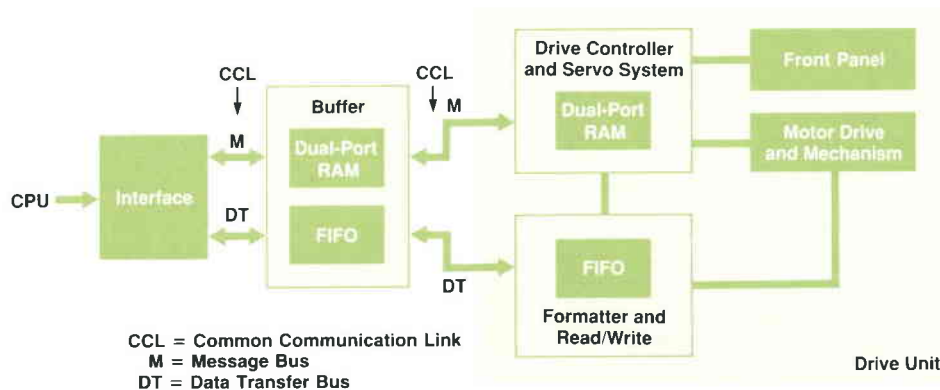 CCL
CCL
Drive Controller
and Servo System
Front Panel
Buffer
M
Dual-Port
RAM
M
Dual-Port
RAM
Motor Drive
and Mechanism
CPU
Interface
DT
FIFO
FIFO
DT
Formatter and
Read/Write
CCL = Common Communication Link
M = Message Bus
DT = Data Transfer Bus
Drive Unit